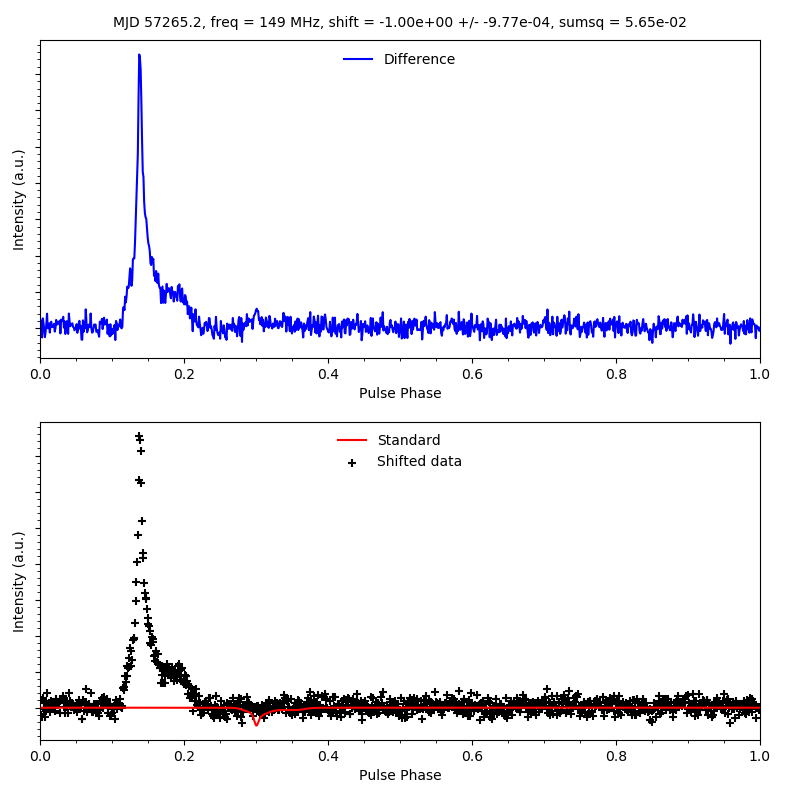 MJD 57265.2, freq = 149 MHz, shift = -1.00e+00 +/- -9.77e-04, sumsq = 5.65e-02
Difference
Intensity (a.u.)
0.0 0.2 0.4 0.6 0.8 1.0
Pulse Phase
Standard
Shifted data
Intensity (a.u.)
0.0 0.2 0.4 0.6 0.8 1.0
Pulse Phase